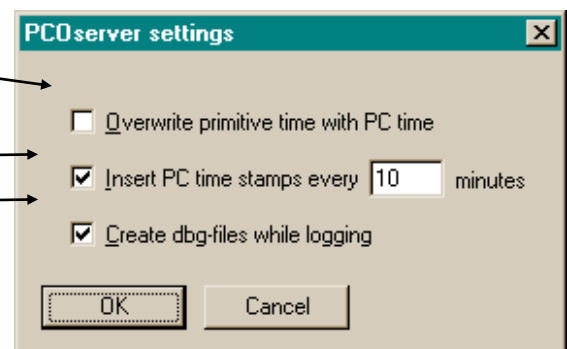 PCOserver settings
Overwrite primitive time with PC time
Insert PC time stamps every 10 minutes
Create dbg-files while logging
OK Cancel